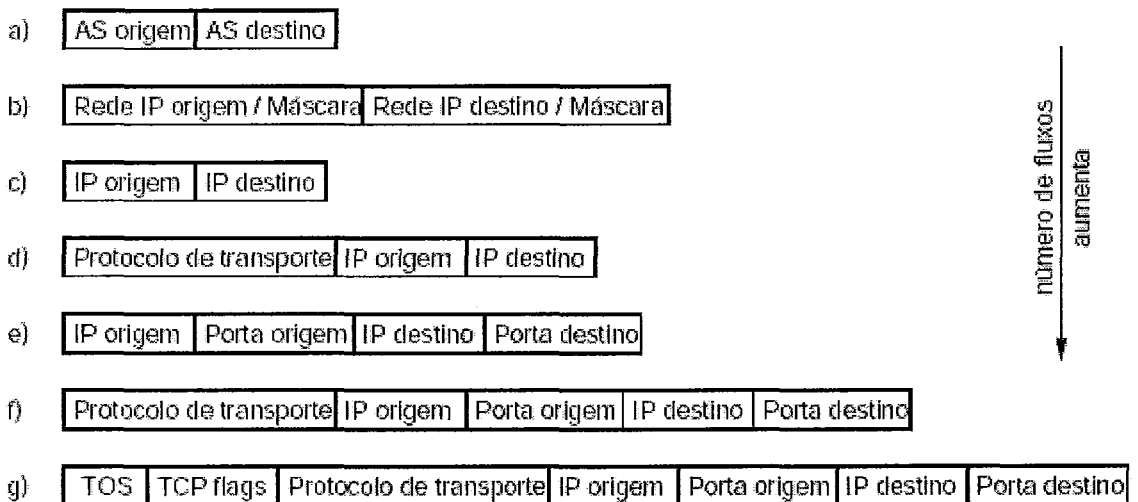 a) AS origem AS destino
b) Rede IP origem / Máscara Rede IP destino / Máscara
c) IP origem IP destino
d) Protocolo de transporte IP origem IP destino
e) IP origem Porta origem IP destino Porta destino
f) Protocolo de transporte IP origem Porta origem IP destino Porta destino
g) TOS TCP flags Protocolo de transporte IP origem Porta origem IP destino Porta destino
número de fluxos
aumenta